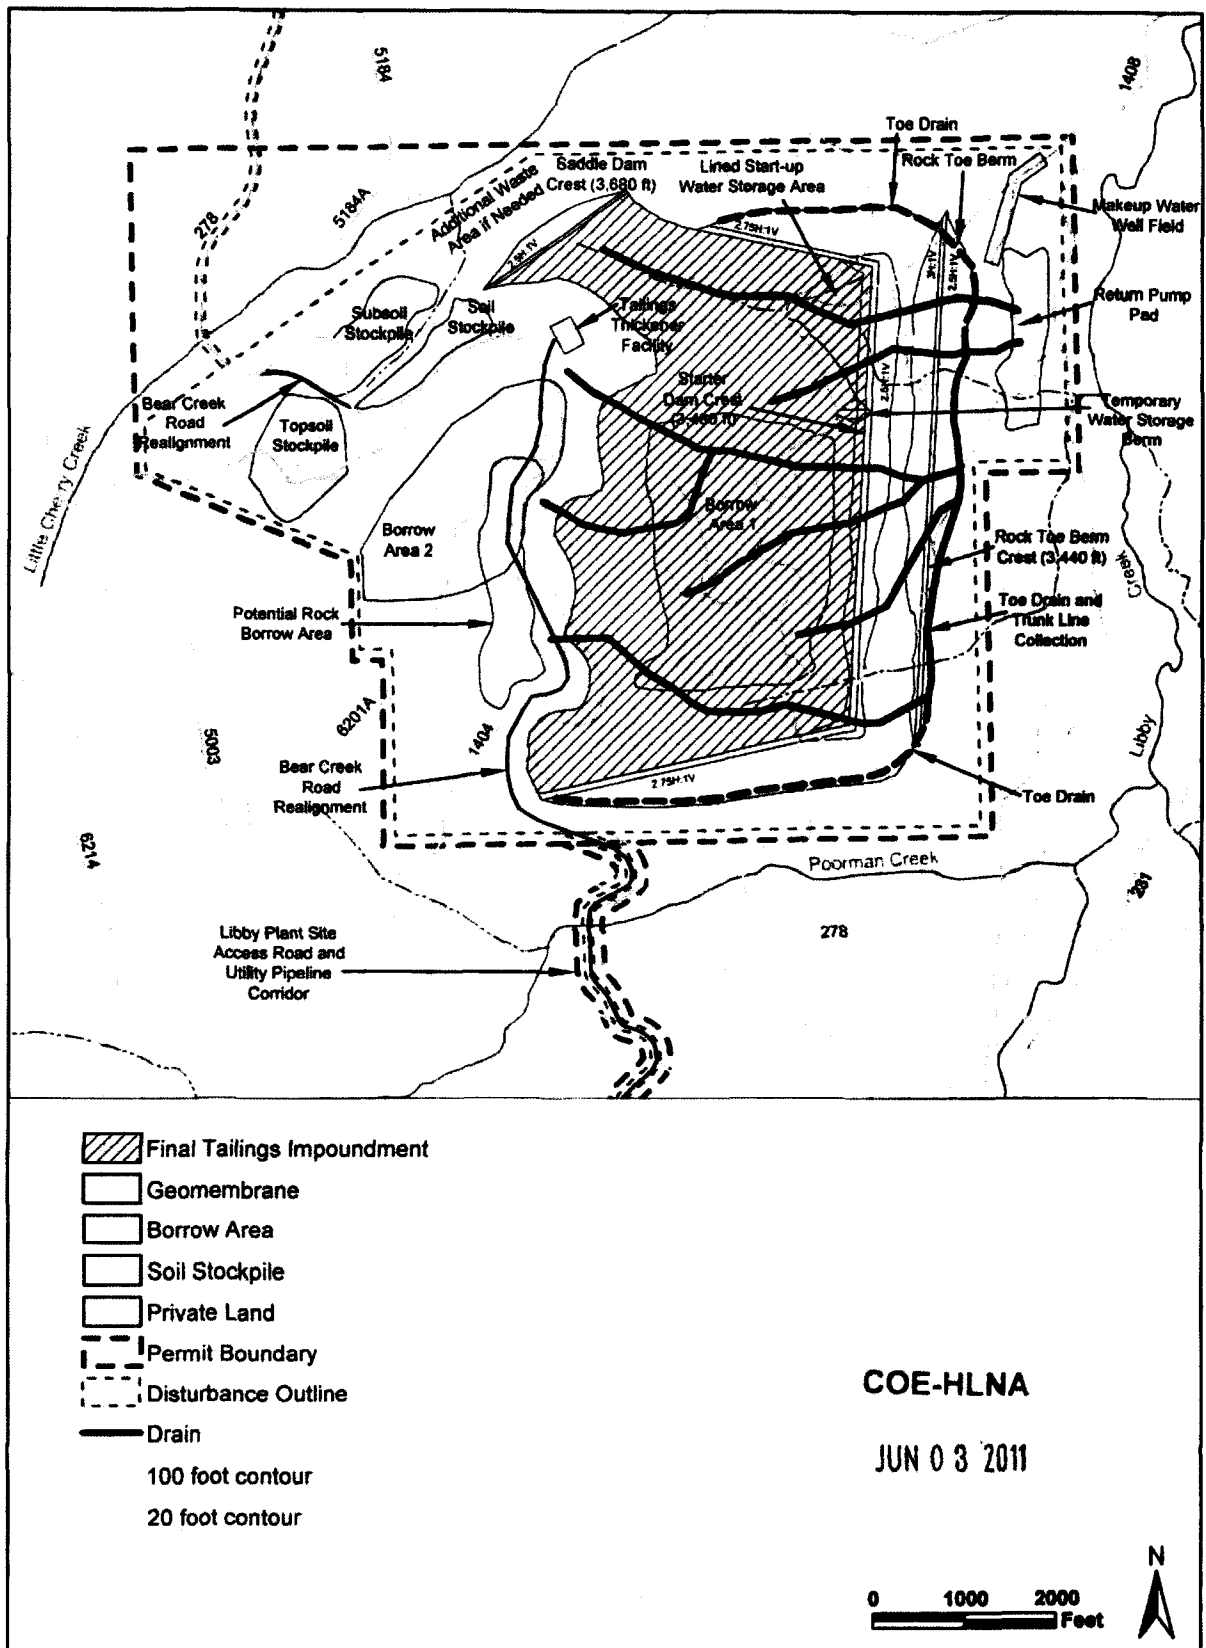 5184
1408
Toe Drain
Rock Toe Berm
Saddle Dam
Crest (3,680 ft)
Lined Start-up
Water Storage Area
Additional Waste
Area if Needed
278
5184A
Makeup Water
Well Field
2.75H:1V
2.5H:1V
Return Pump
Pad
Subsoil
Stockpile
Soil
Stockpile
Tailings
Thickener
Facility
Starter
Dam Crest
Bear Creek
Road
Realignment
Topsoil
Stockpile
Temporary
Water Storage
Berm
Little Cherry Creek
Borrow
Area 2
Borrow
Area 1
Rock Toe Berm
Crest (3,440 ft)
Potential Rock
Borrow Area
Toe Drain and
Trunk Line
Collection
Libby
Creek
6201A
1404
5003
Bear Creek
Road
Realignment
2.75H:1V
Toe Drain
6214
Poorman Creek
231
278
Libby Plant Site
Access Road and
Utility Pipeline
Corridor
Final Tailings Impoundment
Geomembrane
Borrow Area
Soil Stockpile
Private Land
Permit Boundary
Disturbance Outline
Drain
100 foot contour
20 foot contour
COE-HLNA
JUN 03 2011
N
0 1000 2000
Feet